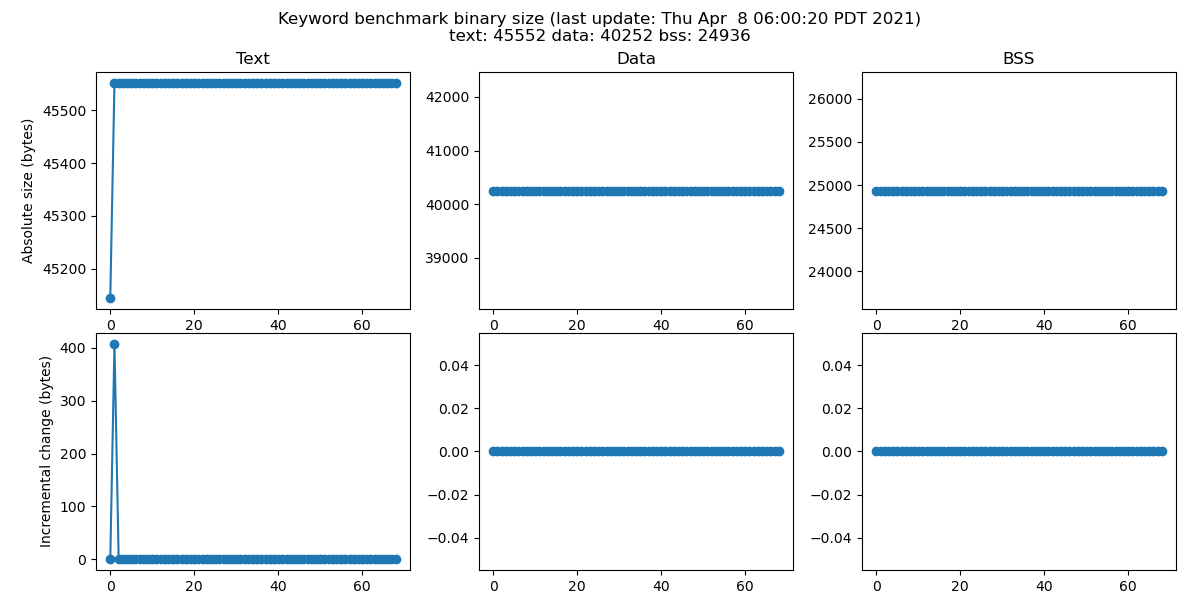 Keyword benchmark binary size (last update: Thu Apr  8 06:00:20 PDT 2021)
text: 45552 data: 40252 bss: 24936
Text
Data
BSS
Absolute size (bytes)
45500
45400
45300
45200
0 20 40 60
42000
41000
40000
39000
0 20 40 60
26000
25500
25000
24500
24000
0 20 40 60
Incremental change (bytes)
400
300
200
100
0
0 20 40 60
0.04
0.02
0.00
−0.02
−0.04
0 20 40 60
0.04
0.02
0.00
−0.02
−0.04
0 20 40 60